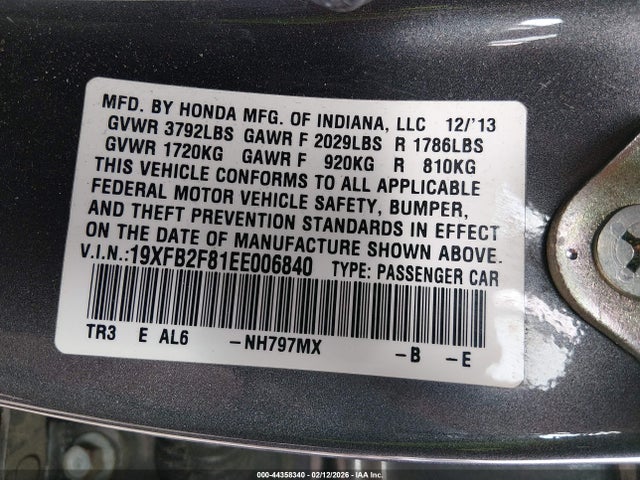 MFD. BY HONDA MFG. OF INDIANA, LLC 12/'13
GVWR 3792LBS GAWR F 2029LBS R 1786LBS
GVWR 1720KG GAWR F 920KG R 810KG
THIS VEHICLE CONFORMS TO ALL APPLICABLE
FEDERAL MOTOR VEHICLE SAFETY, BUMPER,
AND THEFT PREVENTION STANDARDS IN EFFECT
ON THE DATE OF MANUFACTURE SHOWN ABOVE.
V.I.N.:19XFB2F81EE006840 TYPE: PASSENGER CAR
TR3 E AL6 -NH797MX -B -E
000-44358340 - 02/12/2026 - IAA Inc.